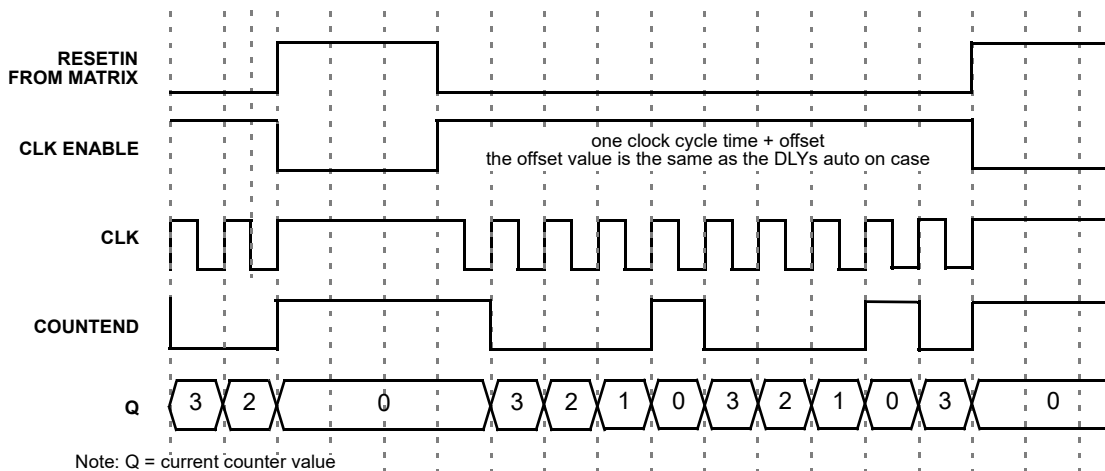 RESETIN
FROM MATRIX
CLK ENABLE
one clock cycle time + offset
the offset value is the same as the DLYs auto on case
CLK
COUNTEND
Q
3 2 0 3 2 1 0 3 2 1 0 3 0
Note: Q = current counter value